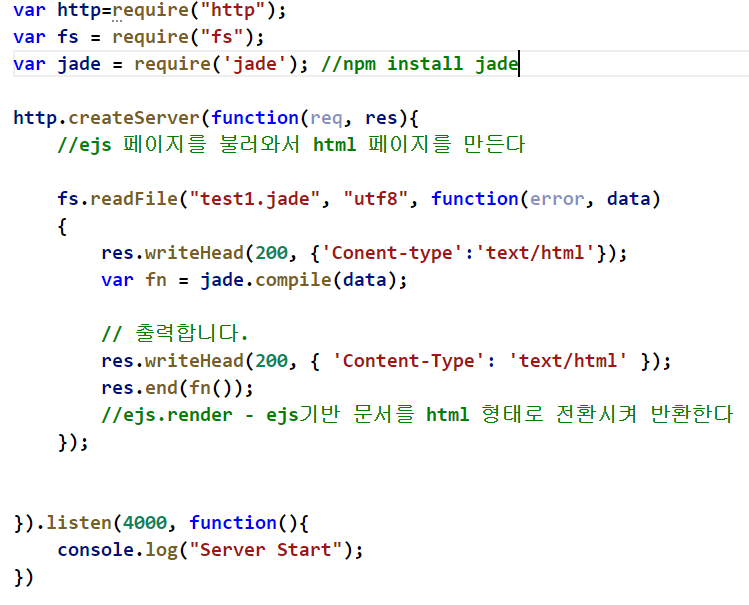 var http=require("http");
var fs = require("fs");
var jade = require('jade'); //npm install jade
http.createServer(function(req, res){
//ejs 페이지를 불러와서 html 페이지를 만든다
fs.readFile("test1.jade", "utf8", function(error, data)
{
res.writeHead(200, {'Conent-type':'text/html'});
var fn = jade.compile(data);
// 출력합니다.
res.writeHead(200, { 'Content-Type': 'text/html' });
res.end(fn());
//ejs.render - ejs기반 문서를 html 형태로 전환시켜 반환한다
});
}).listen(4000, function(){
console.log("Server Start");
})